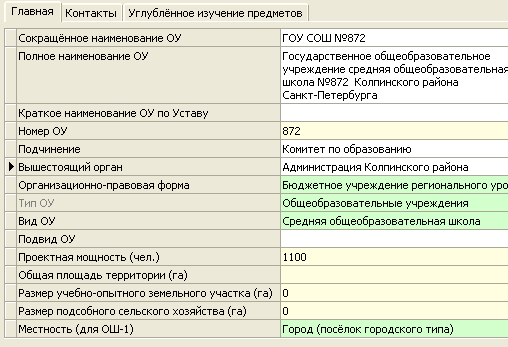 Главная Контакты Углублённое изучение предметов
Сокращённое наименование ОУ ГОУ СОШ №872
Полное наименование ОУ Государственное общеобразовательное
учреждение средняя общеобразовательная
школа №872 Колпинского района
Санкт-Петербурга
Краткое наименование ОУ по Уставу
Номер ОУ 872
Подчинение Комитет по образованию
Вышестоящий орган Администрация Колпинского района
Организационно-правовая форма Бюджетное учреждение регионального уро
Тип ОУ Общеобразовательные учреждения
Вид ОУ Средняя общеобразовательная школа
Подвид ОУ
Проектная мощность (чел.) 1100
Общая площадь территории (га)
Размер учебно-опытного земельного участка (га) 0
Размер подсобного сельского хозяйства (га) 0
Местность (для ОШ-1) Город (посёлок городского типа)